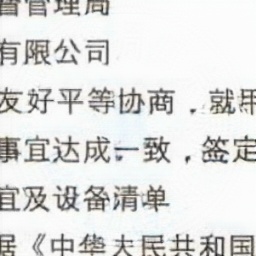 督管理局
有限公司
友好平等协商，就用
事宜达成一致，签定
宜及设备清单
据《中华人民共和国